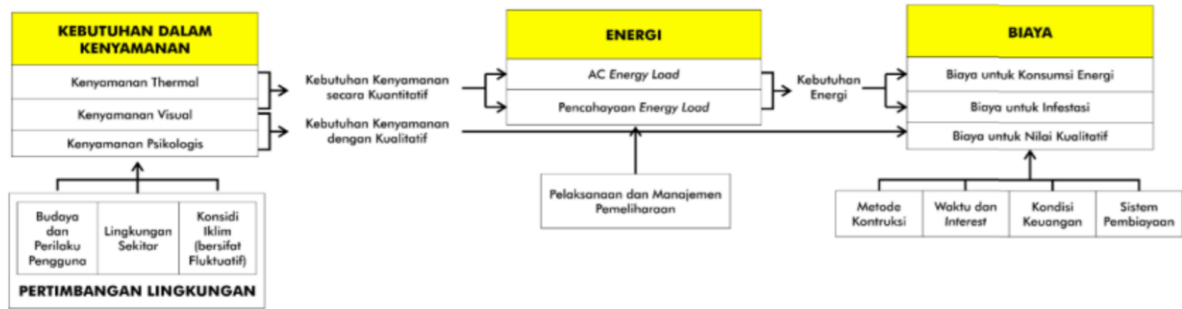 KEBUTUHAN DALAM
KENYAMANAN
Kenyamanan Thermal
Kenyamanan Visual
Kenyamanan Psikologis
Kebutuhan Kenyamanan
secara Kuantitatif
Kebutuhan Kenyamanan
dengan Kualitatif
ENERGI
AC Energy Load
Pencahayaan Energy Load
Kebutuhan
Energi
BIAYA
Biaya untuk Konsumsi Energi
Biaya untuk Infestasi
Biaya untuk Nilai Kualitatif
Budaya
dan
Perilaku
Pengguna
Lingkungan
Sekitar
Konsidi
Iklim
(bersifat
Fluktuatif)
PERTIMBANGAN LINGKUNGAN
Pelaksanaan dan Manajemen
Pemeliharaan
Metode
Kontruksi
Waktu dan
Interest
Kondisi
Keuangan
Sistem
Pembiayaan